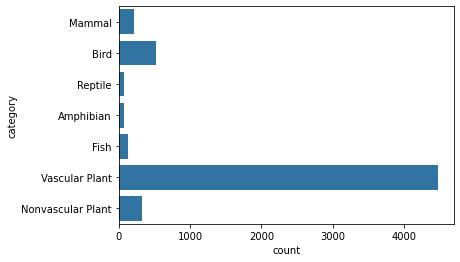 Mammal
Bird
Reptile
Amphibian
Fish
Vascular Plant
Nonvascular Plant
category
0 1000 2000 3000 4000
count